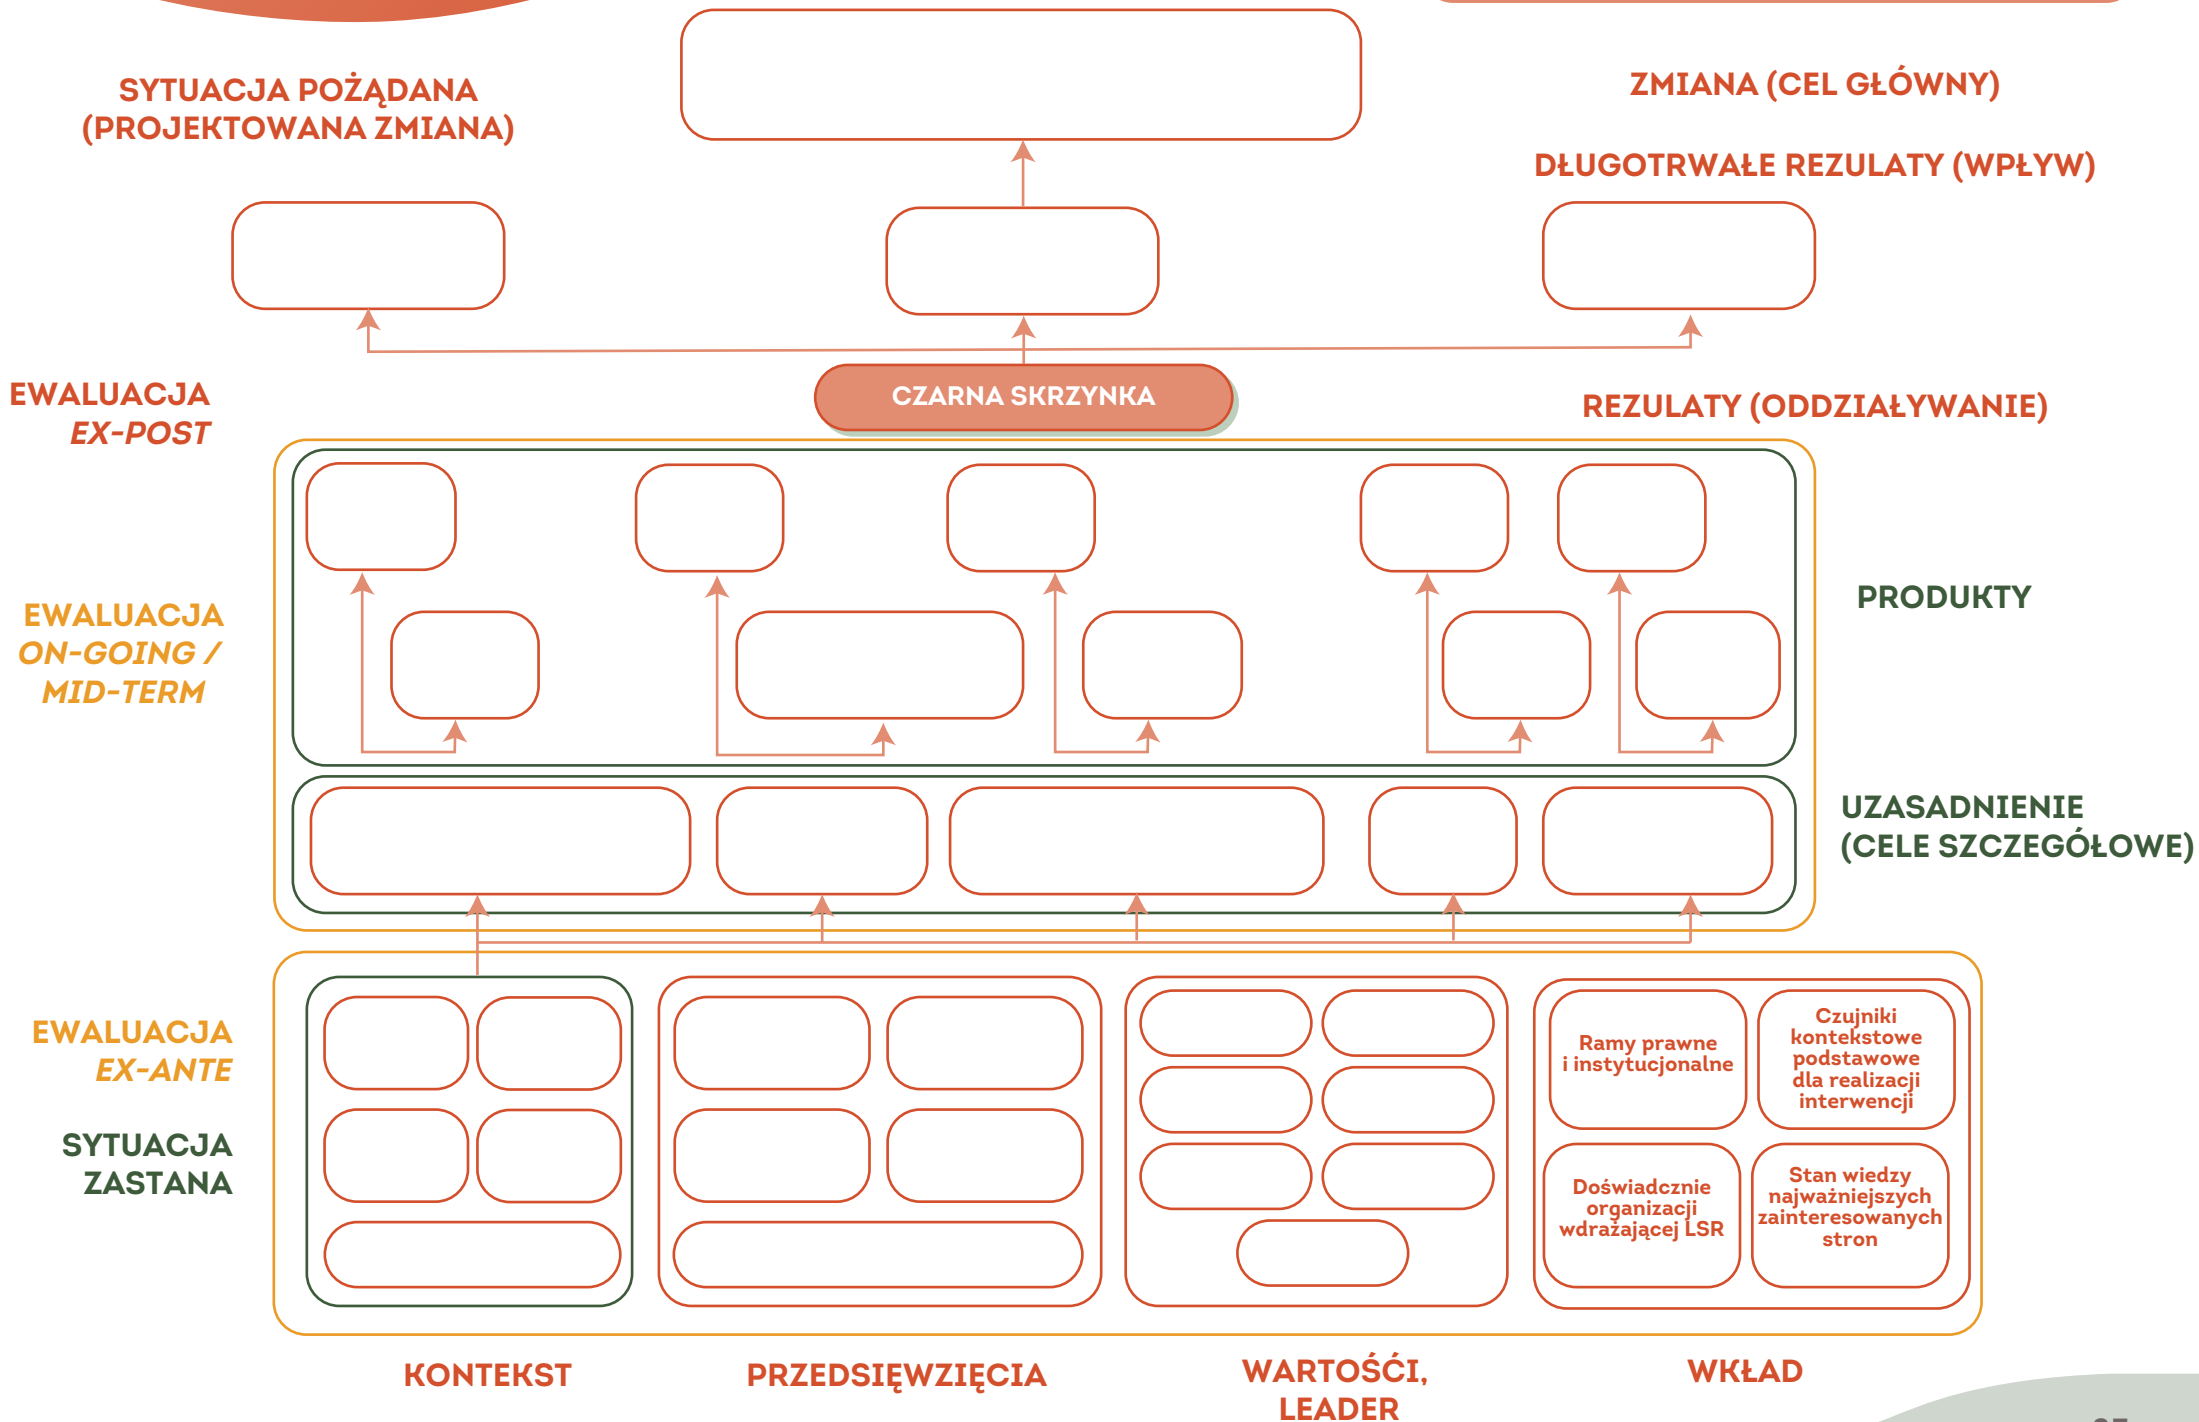 SYTUACJA POŻĄDANA
(PROJEKTOWANA ZMIANA)
ZMIANA (CEL GŁÓWNY)
DŁUGOTRWAŁE REZULATY (WPŁYW)
EWALUACJA
EX-POST
CZARNA SKRZYNKA
REZULATY (ODDZIAŁYWANIE)
EWALUACJA
ON-GOING /
MID-TERM
PRODUKTY
UZASADNIENIE
(CELE SZCZEGÓŁOWE)
EWALUACJA
EX-ANTE
SYTUACJA
ZASTANA
Ramy prawne
i instytucjonalne
Czujniki
kontekstowe
podstawowe
dla realizacji
interwencji
Doświadcznie
organizacji
wdrażającej LSR
Stan wiedzy
najważniejszych
zainteresowanych
stron
KONTEKST
PRZEDSIĘWZIĘCIA
WARTOŚĆI,
LEADER
WKŁAD